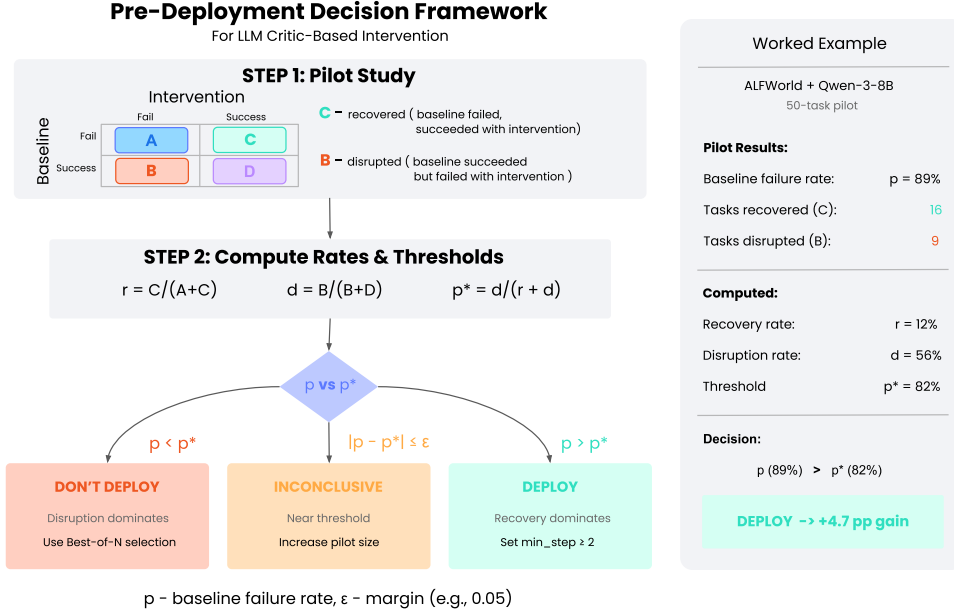 Pre-Deployment Decision Framework
For LLM Critic-Based Intervention
STEP 1: Pilot Study
Intervention
Fail Success
Baseline
Fail A C
Success B D
C – recovered ( baseline failed,
succeeded with intervention)
B – disrupted ( baseline succeeded
but failed with intervention )
STEP 2: Compute Rates & Thresholds
r = C/(A+C) d = B/(B+D) p* = d/(r + d)
p vs p*
p < p*
|p - p*| ≤ ε
p > p*
DON'T DEPLOY
Disruption dominates
Use Best-of-N selection
INCONCLUSIVE
Near threshold
Increase pilot size
DEPLOY
Recovery dominates
Set min_step ≥ 2
p - baseline failure rate, ε - margin (e.g., 0.05)
Worked Example
ALFWorld + Qwen-3-8B
50-task pilot
Pilot Results:
Baseline failure rate: p = 89%
Tasks recovered (C): 16
Tasks disrupted (B): 9
Computed:
Recovery rate: r = 12%
Disruption rate: d = 56%
Threshold p* = 82%
Decision:
p (89%) > p* (82%)
DEPLOY -> +4.7 pp gain